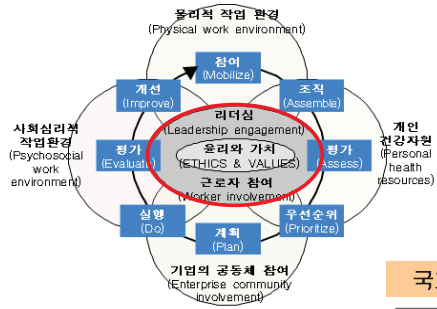 물리적 작업 환경
(Physical work environment)
참여
(Mobilize)
개선
(Improve)
조직
(Assemble)
리더십
(Leadership engagement)
사회심리적
작업환경
(Psychosocial
work
environment)
평가
(Evaluate)
윤리와 가치
(ETHICS & VALUES)
평가
(Assess)
개인
건강자원
(Personal
health
resources)
근로자 참여
(Worker involvement)
실행
(Do)
계획
(Plan)
우선순위
(Prioritize)
기업의 공동체 참여
(Enterprise community
involvement)